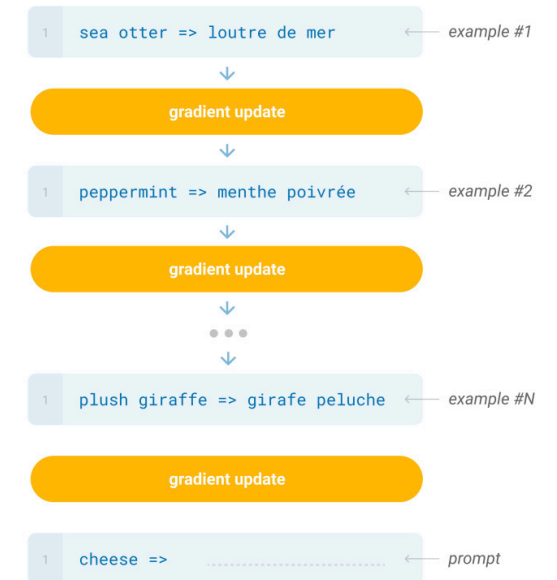 1 sea otter => loutre de mer example #1
gradient update
1 peppermint => menthe poivrée example #2
gradient update
1 plush giraffe => girafe peluche example #N
gradient update
1 cheese => prompt